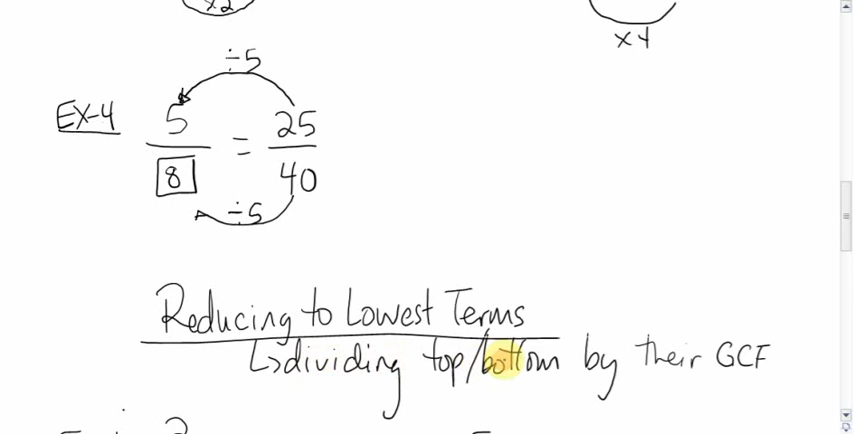 x2
x4
÷5
EX-4 5/8 = 25/40
÷5
Reducing to Lowest Terms
↳dividing top/bottom by their GCF